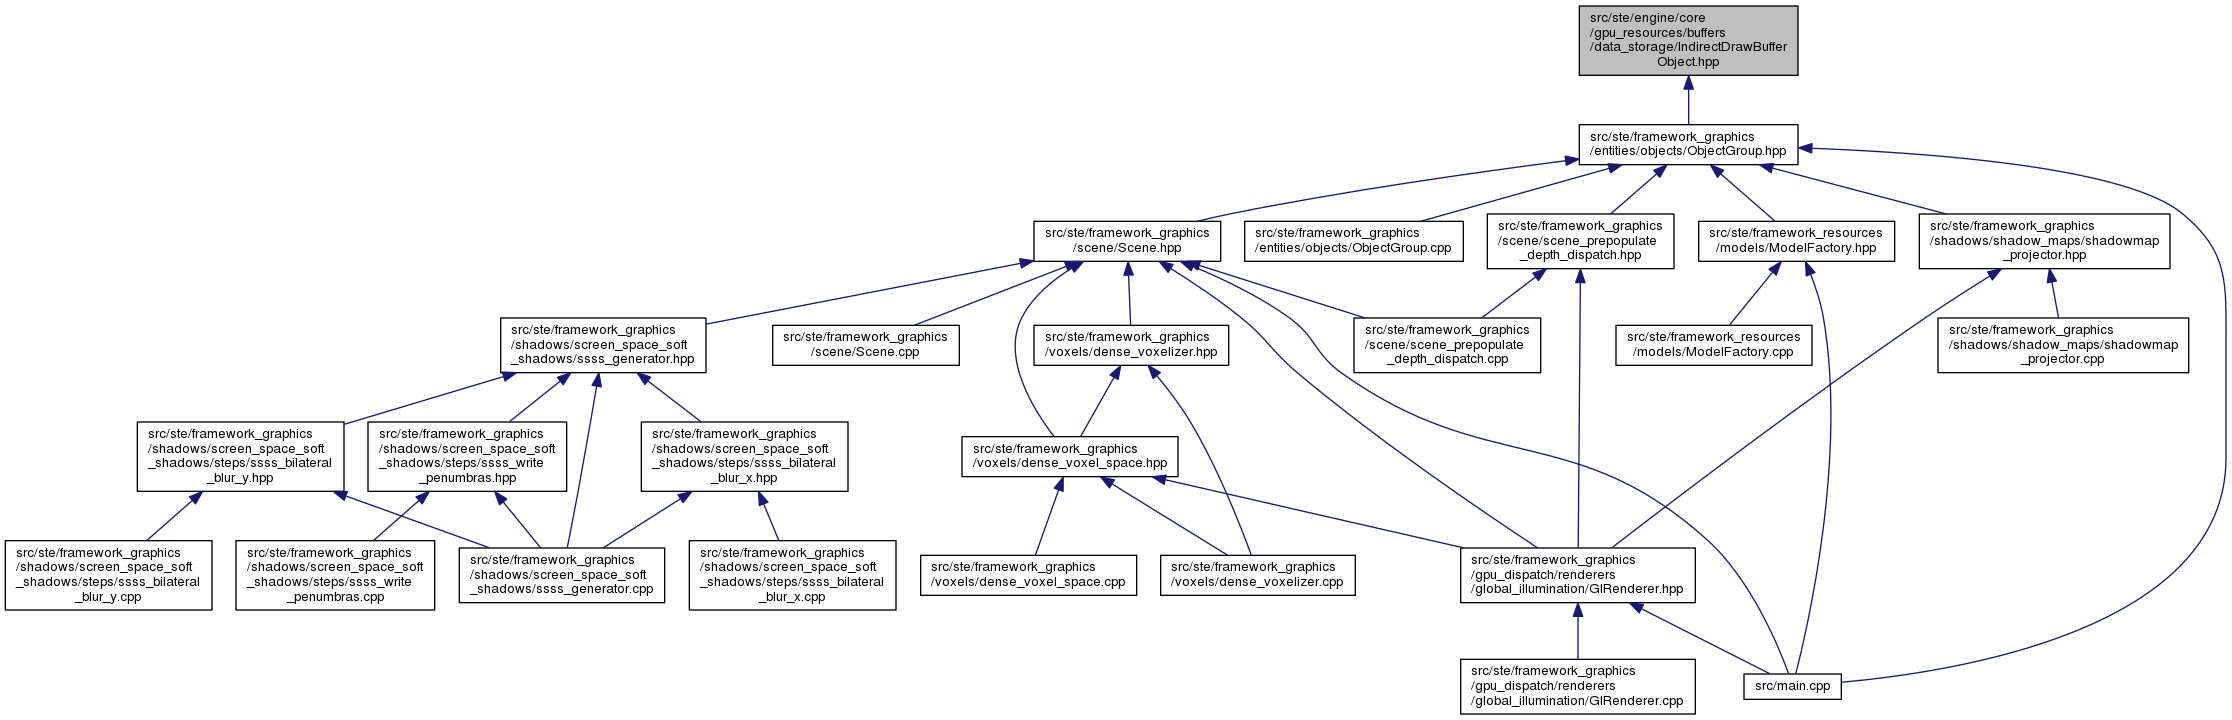 src/ste/engine/core
/gpu_resources/buffers
/data_storage/IndirectDrawBuffer
Object.hpp
src/ste/framework_graphics
/entities/objects/ObjectGroup.hpp
src/ste/framework_graphics
/scene/Scene.hpp
src/ste/framework_graphics
/entities/objects/ObjectGroup.cpp
src/ste/framework_graphics
/scene/scene_prepopulate
_depth_dispatch.hpp
src/ste/framework_resources
/models/ModelFactory.hpp
src/ste/framework_graphics
/shadows/shadow_maps/shadowmap
_projector.hpp
src/ste/framework_graphics
/shadows/screen_space_soft
_shadows/ssss_generator.hpp
src/ste/framework_graphics
/scene/Scene.cpp
src/ste/framework_graphics
/voxels/dense_voxelizer.hpp
src/ste/framework_graphics
/scene/scene_prepopulate
_depth_dispatch.cpp
src/ste/framework_resources
/models/ModelFactory.cpp
src/ste/framework_graphics
/shadows/shadow_maps/shadowmap
_projector.cpp
src/ste/framework_graphics
/shadows/screen_space_soft
_shadows/steps/ssss_bilateral
_blur_y.hpp
src/ste/framework_graphics
/shadows/screen_space_soft
_shadows/steps/ssss_write
_penumbras.hpp
src/ste/framework_graphics
/shadows/screen_space_soft
_shadows/steps/ssss_bilateral
_blur_x.hpp
src/ste/framework_graphics
/voxels/dense_voxel_space.hpp
src/ste/framework_graphics
/shadows/screen_space_soft
_shadows/steps/ssss_bilateral
_blur_y.cpp
src/ste/framework_graphics
/shadows/screen_space_soft
_shadows/steps/ssss_write
_penumbras.cpp
src/ste/framework_graphics
/shadows/screen_space_soft
_shadows/ssss_generator.cpp
src/ste/framework_graphics
/shadows/screen_space_soft
_shadows/steps/ssss_bilateral
_blur_x.cpp
src/ste/framework_graphics
/voxels/dense_voxel_space.cpp
src/ste/framework_graphics
/voxels/dense_voxelizer.cpp
src/ste/framework_graphics
/gpu_dispatch/renderers
/global_illumination/GIRenderer.hpp
src/ste/framework_graphics
/gpu_dispatch/renderers
/global_illumination/GIRenderer.cpp
src/main.cpp